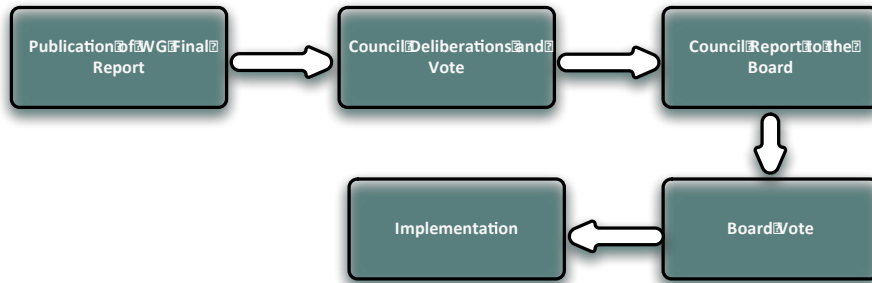 Publication of WG Final
Report
Council Deliberations and
Vote
Council Report to the
Board
Board Vote
Implementation